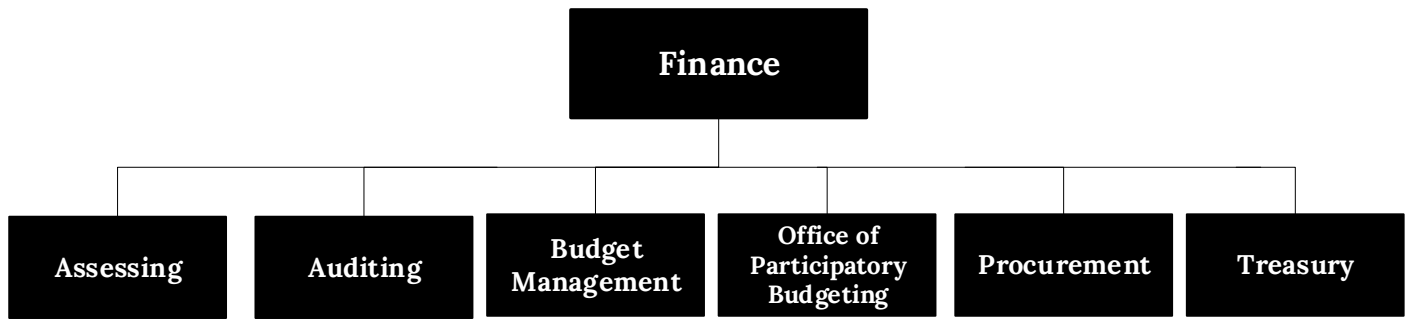 Finance
Assessing
Auditing
Budget
Management
Office of
Participatory
Budgeting
Procurement
Treasury